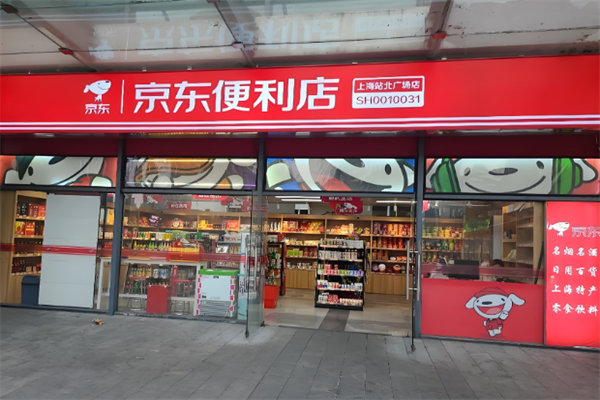 京东
京东便利店
上海站北广场店
SH0010031
京东
名烟名酒
日用百货
上海特产
零食饮料